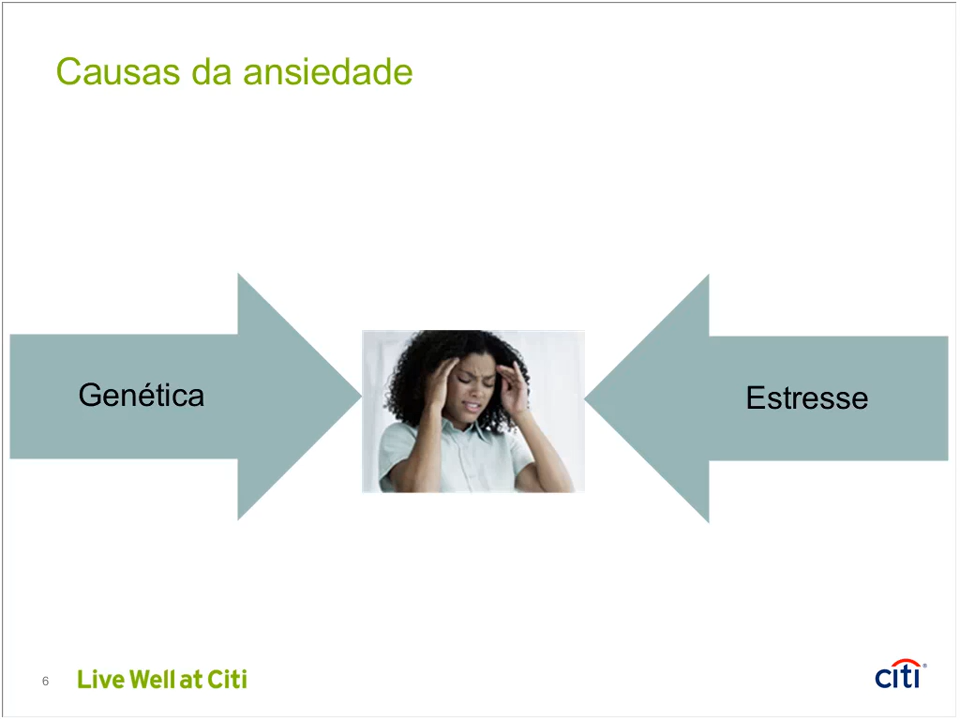 Causas da ansiedade
Genética
Estresse
6
Live Well at Citi
citi®